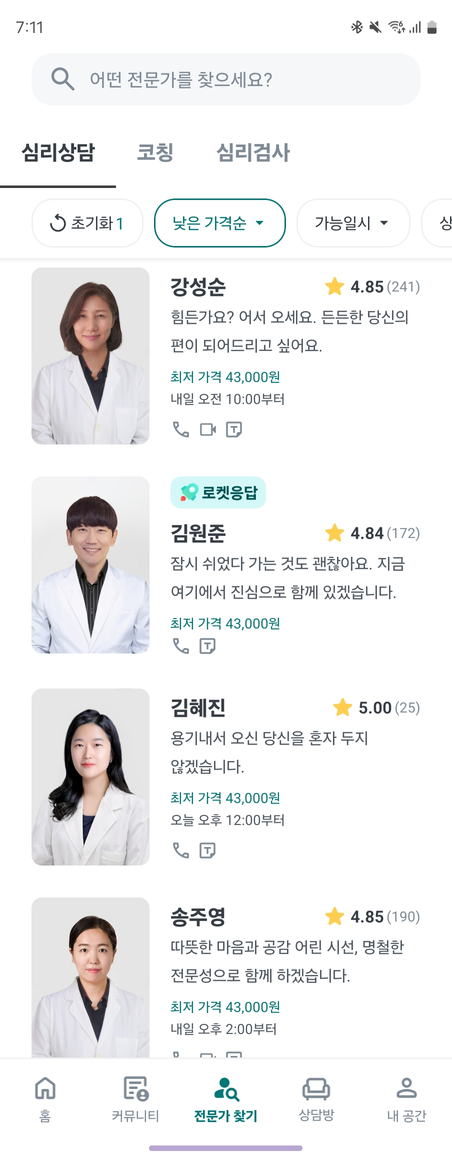 7:11
어떤 전문가를 찾으세요?
심리상담 코칭 심리검사
초기화 1 낮은 가격순 가능일시 상
강성순 4.85 (241)
힘든가요? 어서 오세요. 든든한 당신의
편이 되어드리고 싶어요.
최저 가격 43,000원
내일 오전 10:00부터
T
로켓응답
김원준 4.84 (172)
잠시 쉬었다 가는 것도 괜찮아요. 지금
여기에서 진심으로 함께 있겠습니다.
최저 가격 43,000원
T
김혜진 5.00 (25)
용기내서 오신 당신을 혼자 두지
않겠습니다.
최저 가격 43,000원
오늘 오후 12:00부터
T
송주영 4.85 (190)
따뜻한 마음과 공감 어린 시선, 명철한
전문성으로 함께 하겠습니다.
최저 가격 43,000원
내일 오후 2:00부터
홈 커뮤니티 전문가 찾기 상담방 내 공간